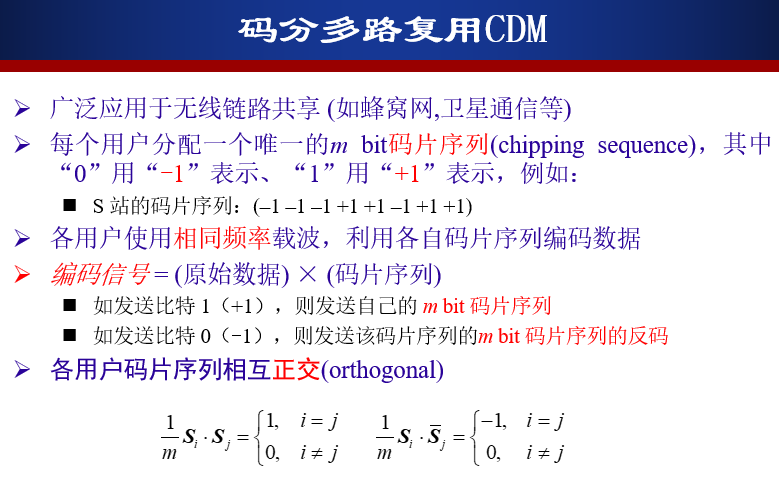 码分多路复用CDM
➢ 广泛应用于无线链路共享 (如蜂窝网,卫星通信等)
➢ 每个用户分配一个唯一的m bit码片序列(chipping sequence)，其中
“0”用“−1”表示、“1”用“+1”表示，例如：
■ S 站的码片序列：(–1 –1 –1 +1 +1 –1 +1 +1)
➢ 各用户使用相同频率载波，利用各自码片序列编码数据
➢ 编码信号 = (原始数据) × (码片序列)
■ 如发送比特 1（+1），则发送自己的 m bit 码片序列
■ 如发送比特 0（−1），则发送该码片序列的m bit 码片序列的反码
➢ 各用户码片序列相互正交(orthogonal)
$\frac{1}{m} S_i \cdot S_j = \begin{cases} 1, & i = j \\ 0, & i \neq j \end{cases}$ $\frac{1}{m} S_i \cdot \overline{S}_j = \begin{cases} -1, & i = j \\ 0, & i \neq j \end{cases}$